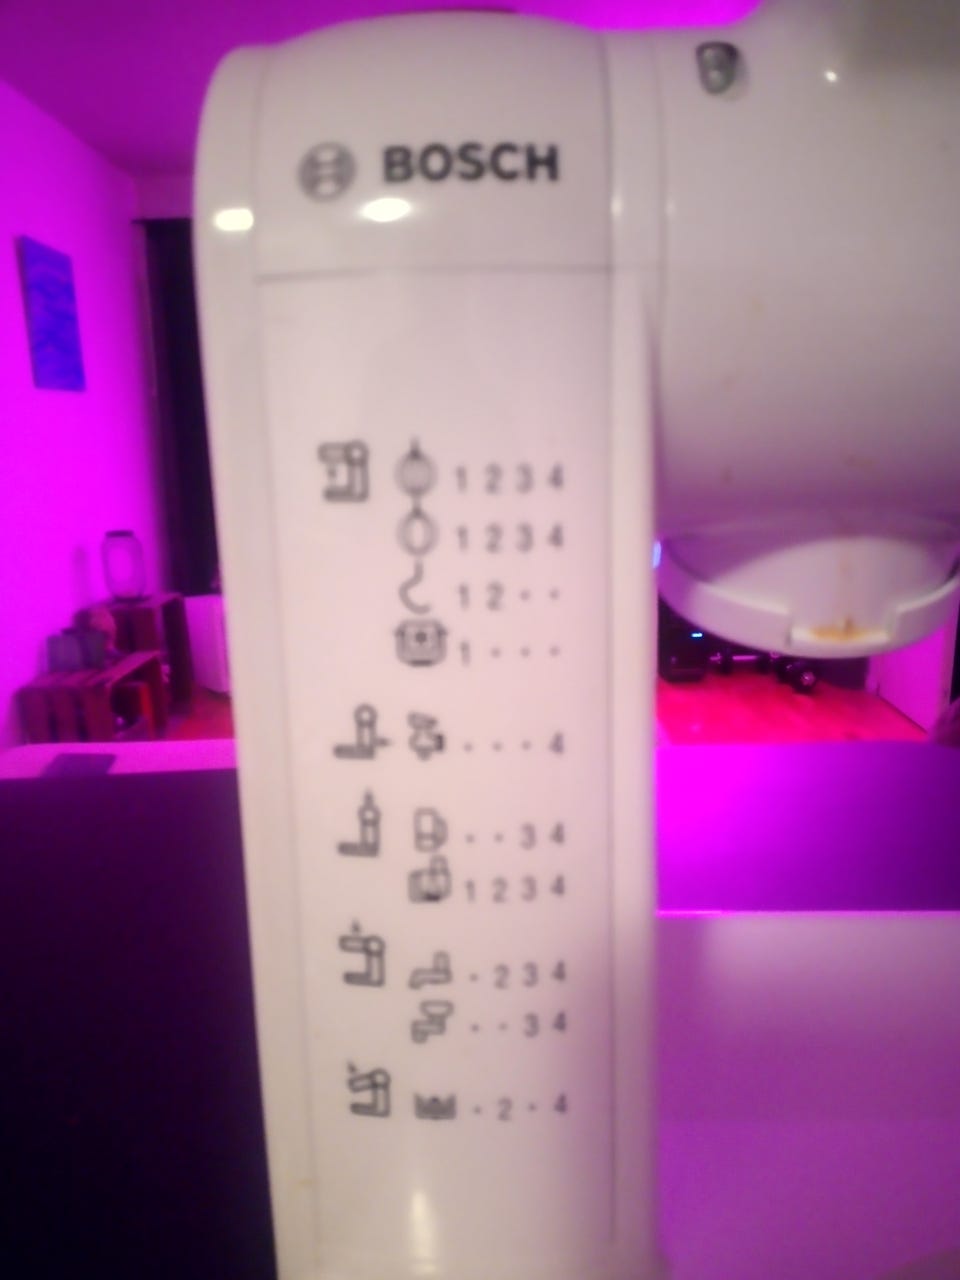 BOSCH
1 2 3 4
1 2 3 4
1 2 · ·
1 · · ·
· · · 4
· · 3 4
1 2 3 4
· 2 3 4
· · 3 4
· 2 · 4